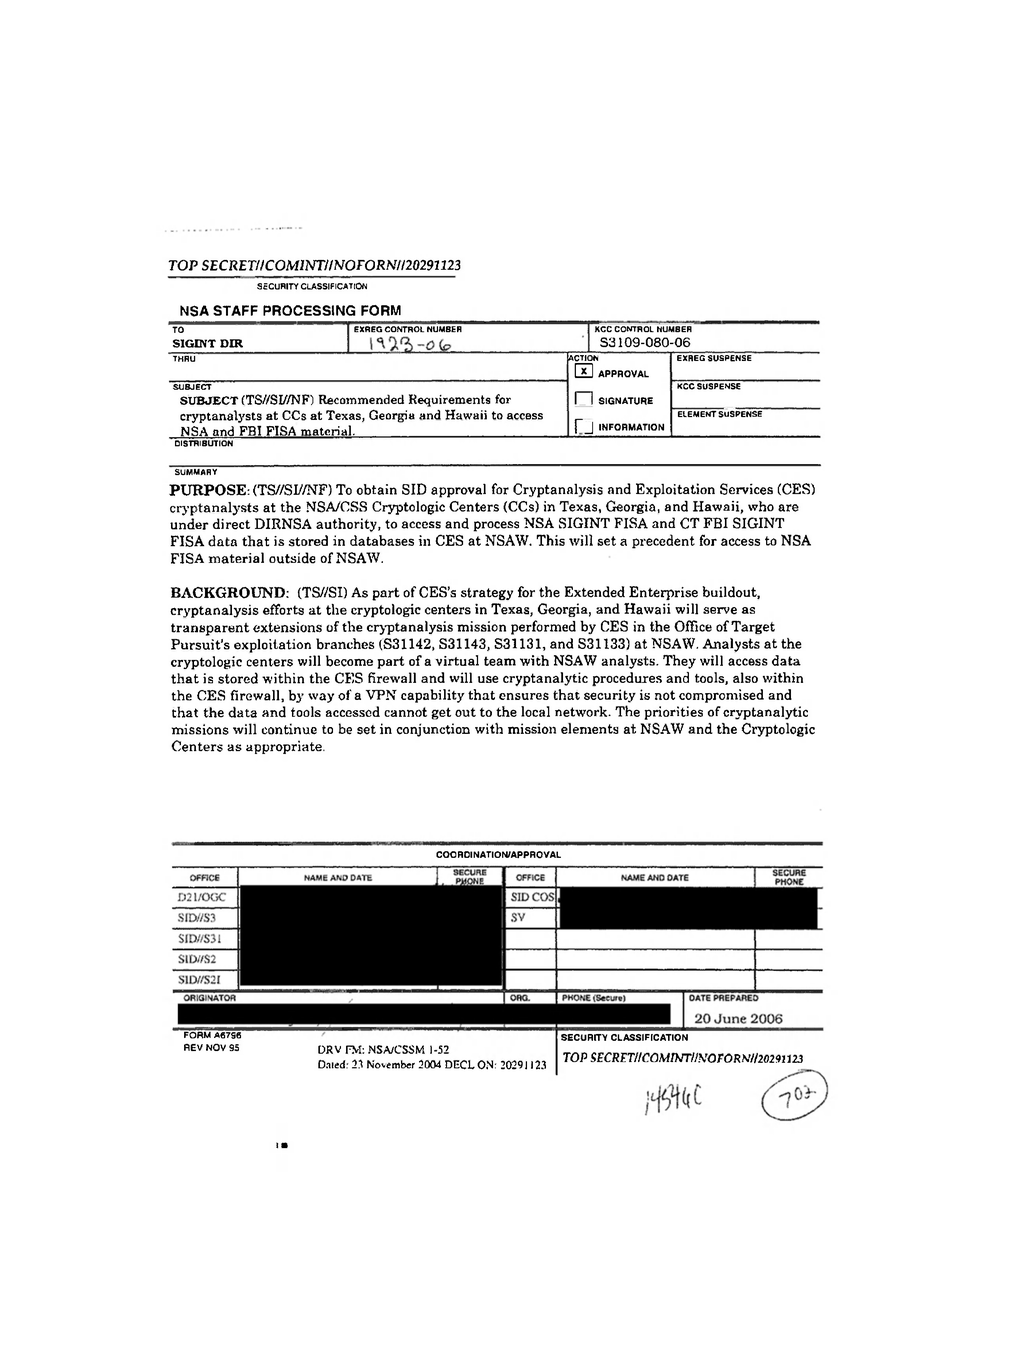 TOP SECRET//COMINT//NOFORN//20291123
SECURITY CLASSIFICATION
NSA STAFF PROCESSING FORM
TO
SIGINT DIR
EXREG CONTROL NUMBER
1923-06
KCC CONTROL NUMBER
S3109-080-06
THRU
ACTION
X APPROVAL
SIGNATURE
INFORMATION
EXREG SUSPENSE
KCC SUSPENSE
ELEMENT SUSPENSE
SUBJECT
SUBJECT (TS//SI//NF) Recommended Requirements for
cryptanalysts at CCs at Texas, Georgia and Hawaii to access
NSA and FBI FISA material.
DISTRIBUTION
SUMMARY
PURPOSE: (TS//SI//NF) To obtain SID approval for Cryptanalysis and Exploitation Services (CES)
cryptanalysts at the NSA/CSS Cryptologic Centers (CCs) in Texas, Georgia, and Hawaii, who are
under direct DIRNSA authority, to access and process NSA SIGINT FISA and CT FBI SIGINT
FISA data that is stored in databases in CES at NSAW. This will set a precedent for access to NSA
FISA material outside of NSAW.
BACKGROUND: (TS//SI) As part of CES's strategy for the Extended Enterprise buildout,
cryptanalysis efforts at the cryptologic centers in Texas, Georgia, and Hawaii will serve as
transparent extensions of the cryptanalysis mission performed by CES in the Office of Target
Pursuit's exploitation branches (S31142, S31143, S31131, and S31133) at NSAW. Analysts at the
cryptologic centers will become part of a virtual team with NSAW analysts. They will access data
that is stored within the CES firewall and will use cryptanalytic procedures and tools, also within
the CES firewall, by way of a VPN capability that ensures that security is not compromised and
that the data and tools accessed cannot get out to the local network. The priorities of cryptanalytic
missions will continue to be set in conjunction with mission elements at NSAW and the Cryptologic
Centers as appropriate.
COORDINATION/APPROVAL
OFFICE NAME AND DATE SECURE PHONE OFFICE NAME AND DATE SECURE PHONE
D21/OGC SID COS
SID//S3 SV
SID//S31
SID//S2
SID//S2I
ORIGINATOR ORG. PHONE (Secure) DATE PREPARED
20 June 2006
FORM A6796
REV NOV 95
DRV FM: NSA/CSSM 1-52
Dated: 23 November 2004 DECL ON: 20291123
SECURITY CLASSIFICATION
TOP SECRET//COMINT//NOFORN//20291123